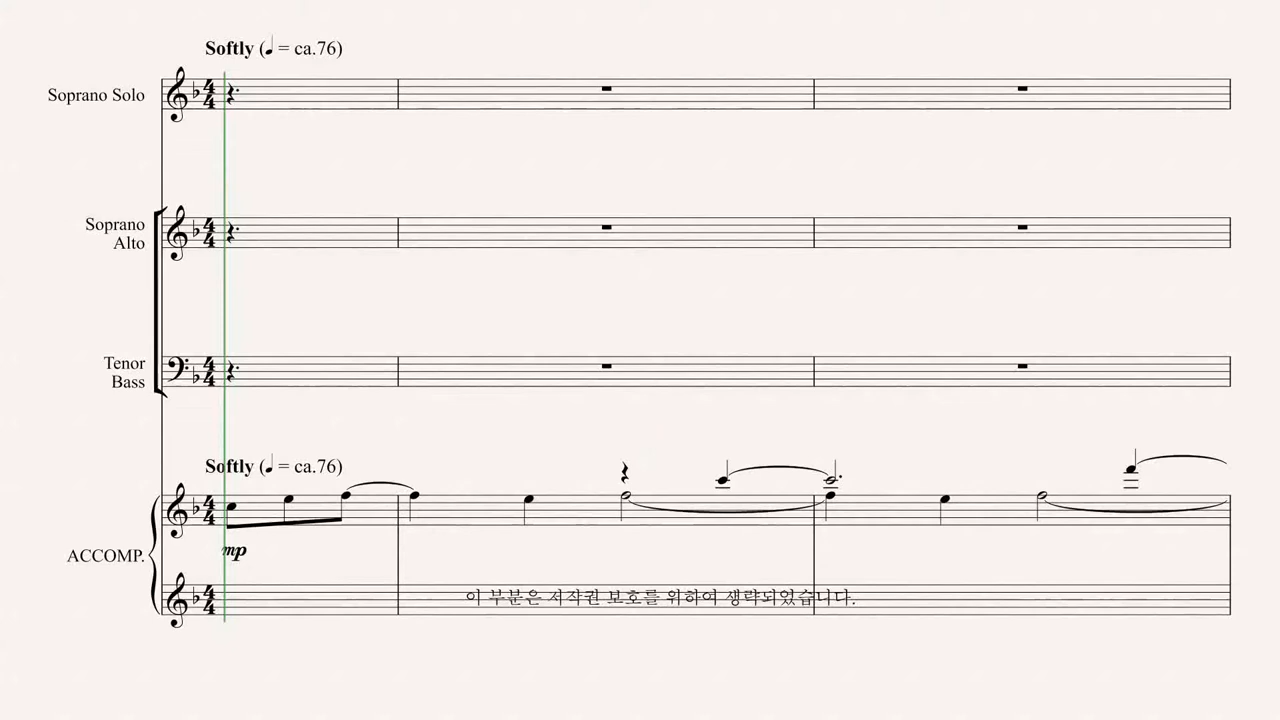 Softly (♩ = ca.76)
Soprano Solo
Soprano
Alto
Tenor
Bass
Softly (♩ = ca.76)
mp
ACCOMP.
이 부분은 저작권 보호를 위하여 생략되었습니다.